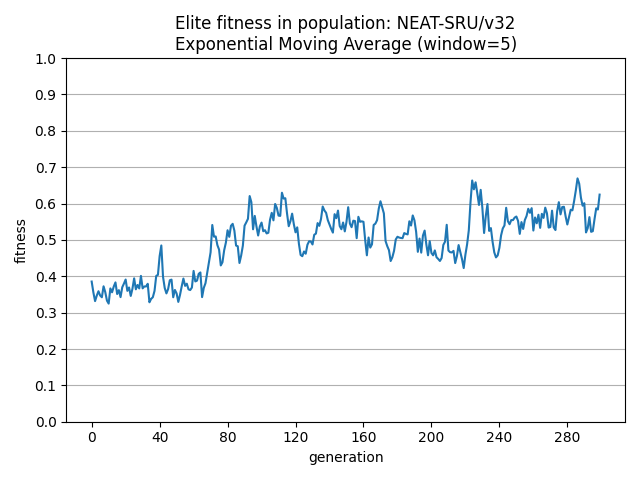 Elite fitness in population: NEAT-SRU/v32
Exponential Moving Average (window=5)
1.0
0.9
0.8
0.7
0.6
0.5
0.4
0.3
0.2
0.1
0.0
fitness
0 40 80 120 160 200 240 280
generation